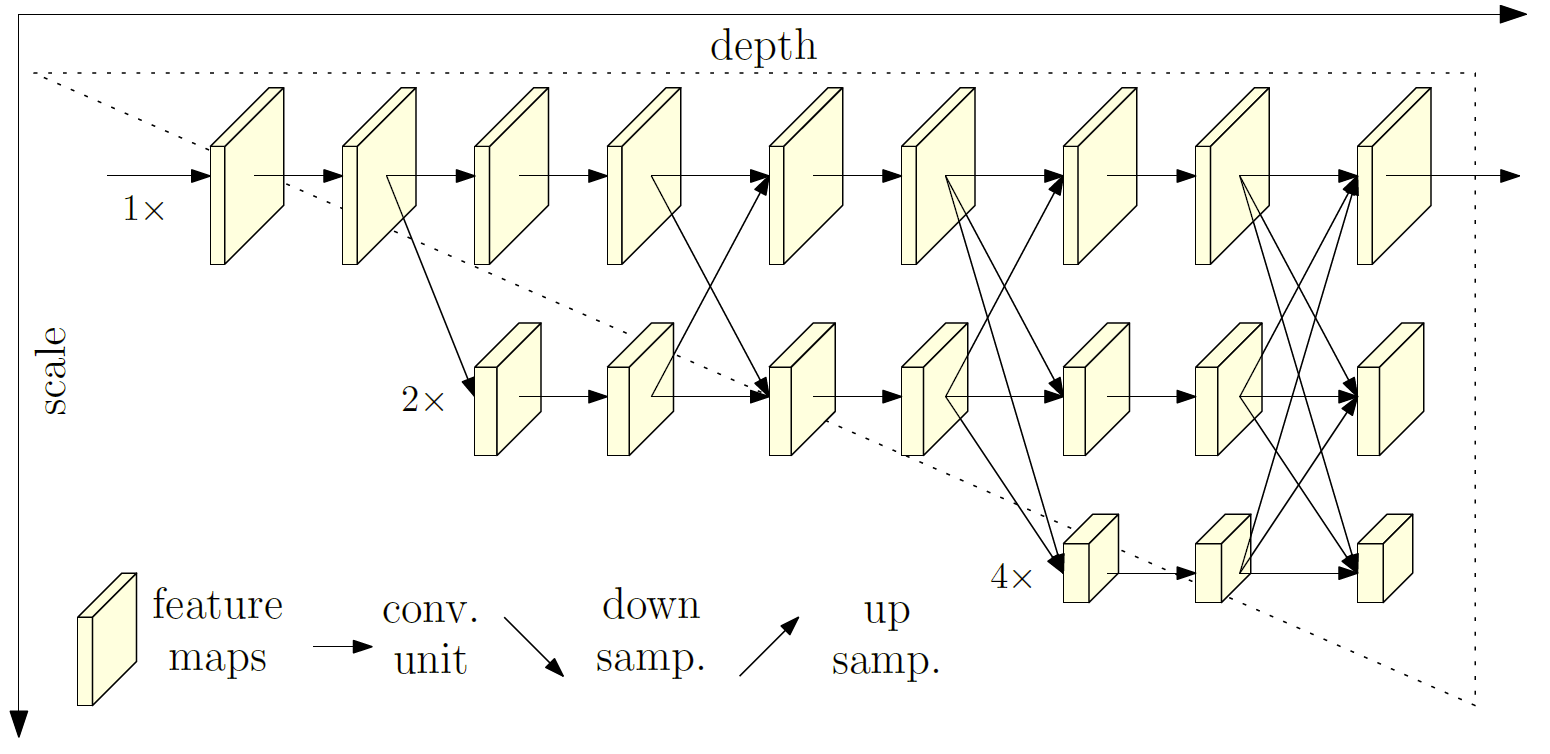 depth
scale
1×
2×
4×
feature
maps
conv.
unit
down
samp.
up
samp.